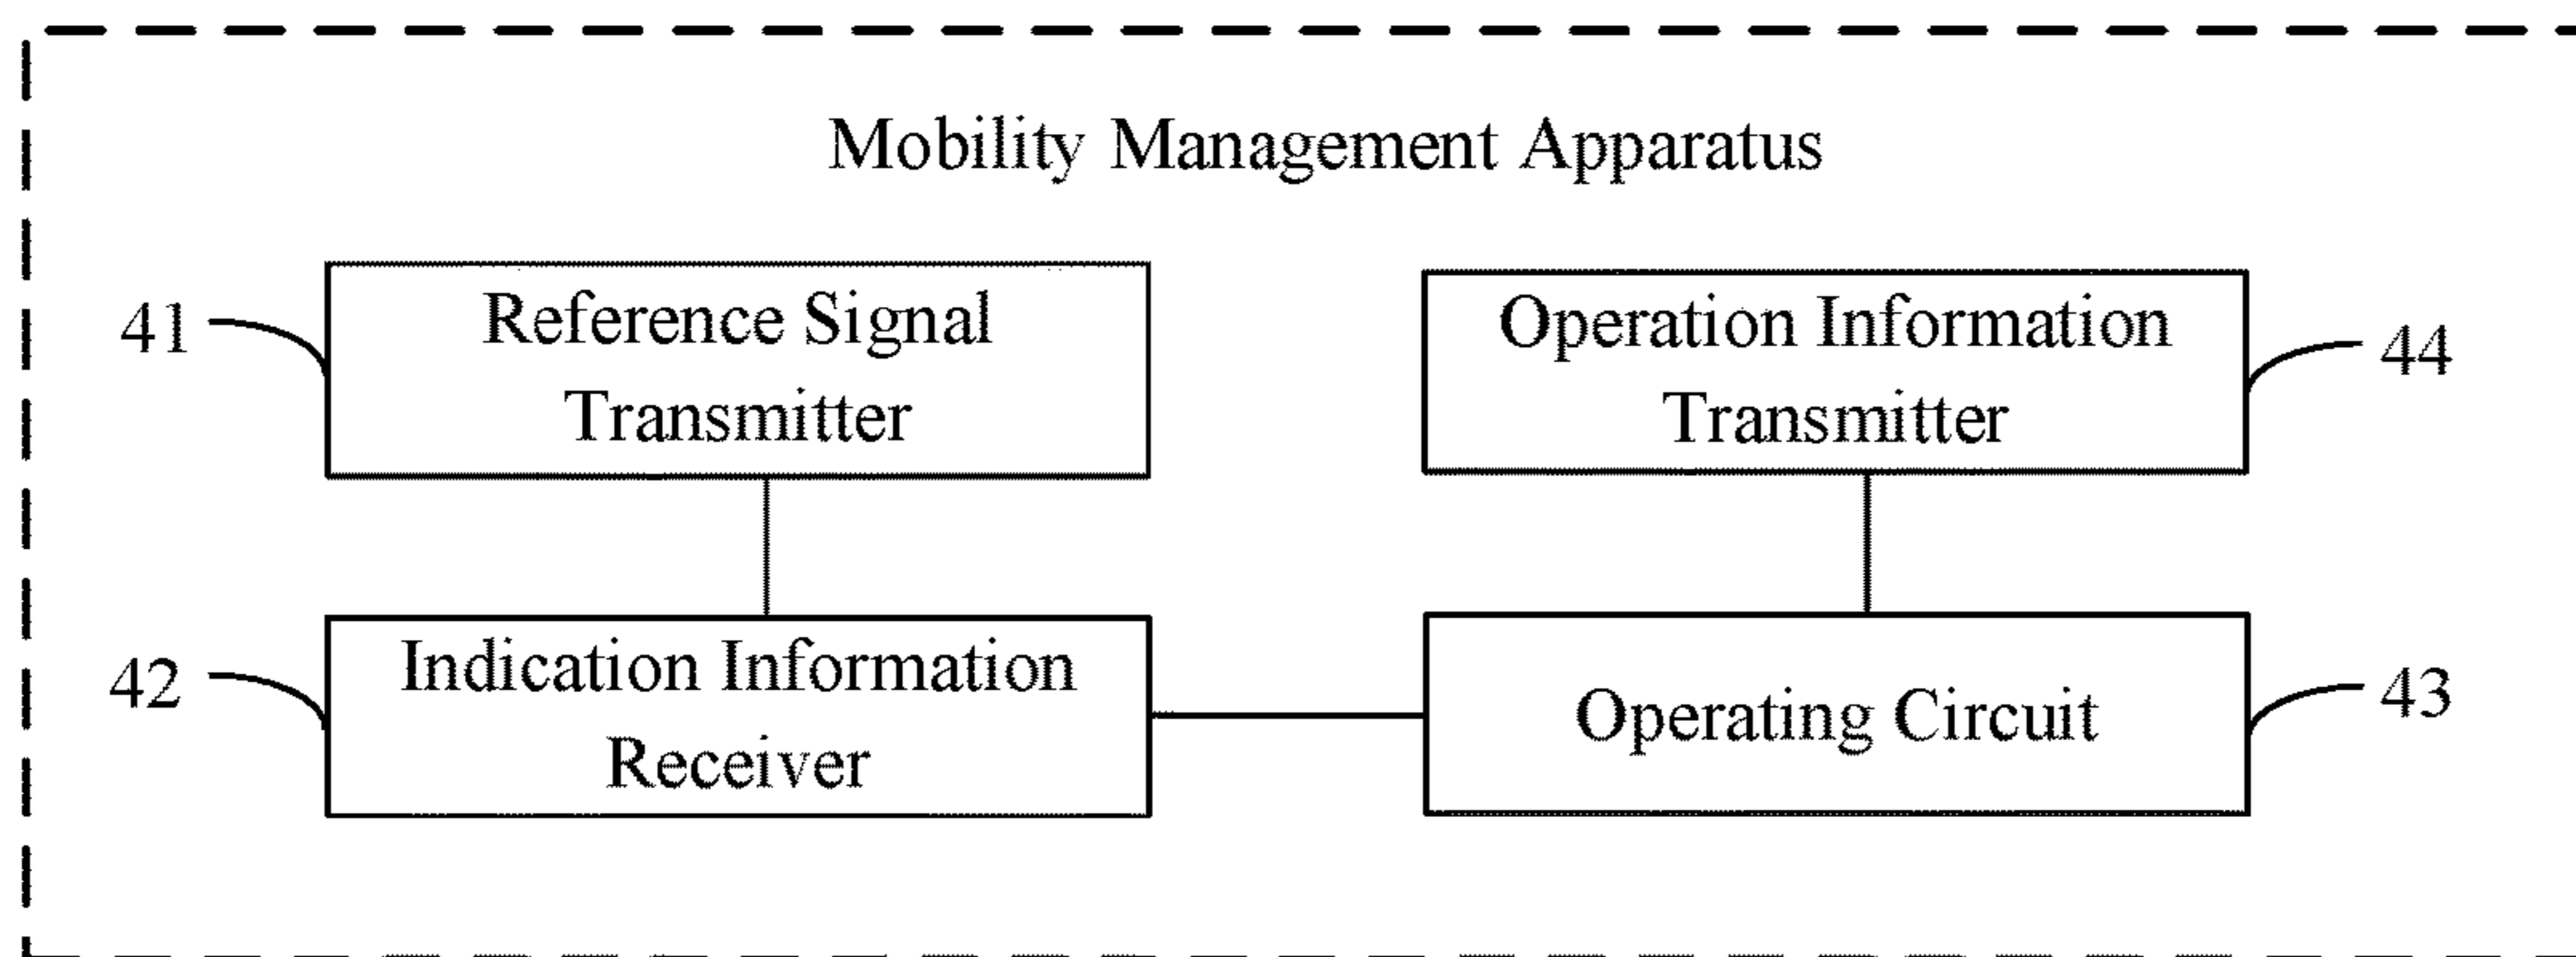 Mobility Management Apparatus
41
Reference Signal
Transmitter
Operation Information
Transmitter
44
42
Indication Information
Receiver
Operating Circuit
43